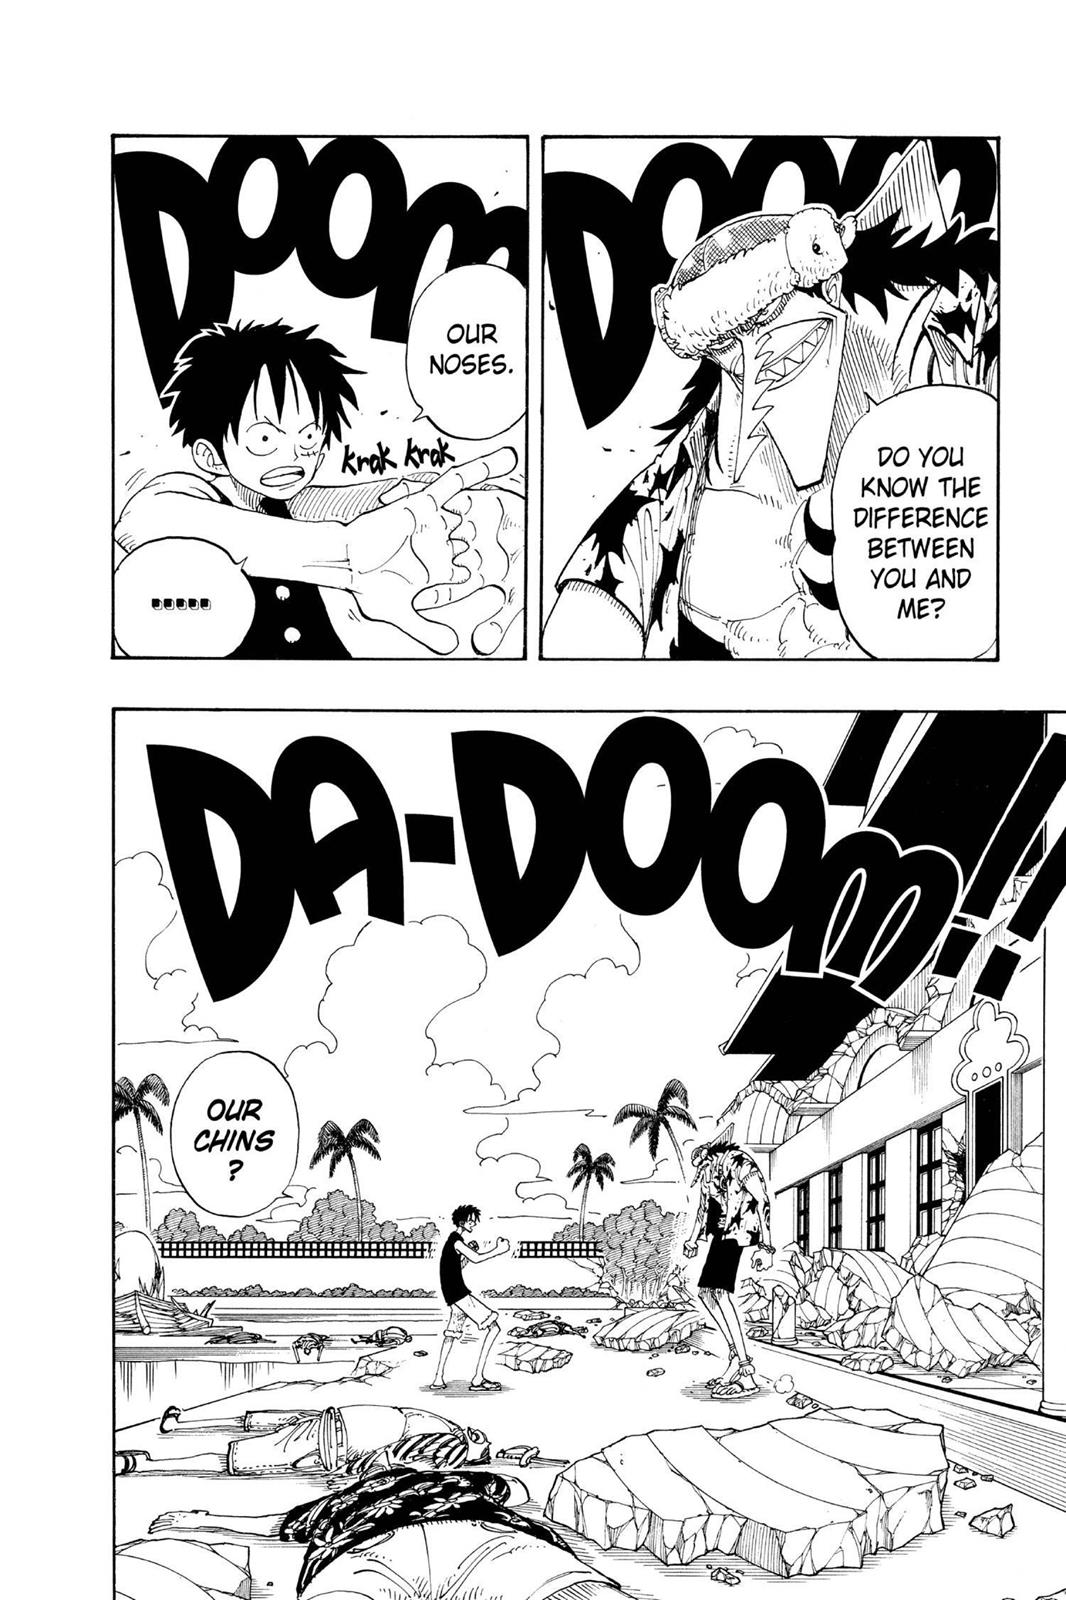 DOOM
DO YOU
KNOW THE
DIFFERENCE
BETWEEN
YOU AND
ME?
DOOM
OUR
NOSES.
krak krak
.....
DA-DOOM!!
OUR
CHINS
?